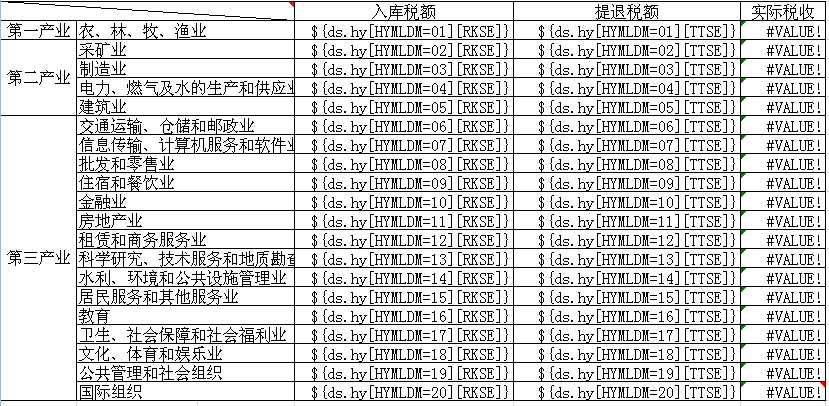 入库税额 提退税额 实际税收
第一产业 农、林、牧、渔业 ${ds.hy[HYMLDM=01][RKSE]} ${ds.hy[HYMLDM=01][TTSE]} #VALUE!
第二产业 采矿业 ${ds.hy[HYMLDM=02][RKSE]} ${ds.hy[HYMLDM=02][TTSE]} #VALUE!
制造业 ${ds.hy[HYMLDM=03][RKSE]} ${ds.hy[HYMLDM=03][TTSE]} #VALUE!
电力、燃气及水的生产和供应 ${ds.hy[HYMLDM=04][RKSE]} ${ds.hy[HYMLDM=04][TTSE]} #VALUE!
建筑业 ${ds.hy[HYMLDM=05][RKSE]} ${ds.hy[HYMLDM=05][TTSE]} #VALUE!
第三产业 交通运输、仓储和邮政业 ${ds.hy[HYMLDM=06][RKSE]} ${ds.hy[HYMLDM=06][TTSE]} #VALUE!
信息传输、计算机服务和软件 ${ds.hy[HYMLDM=07][RKSE]} ${ds.hy[HYMLDM=07][TTSE]} #VALUE!
批发和零售业 ${ds.hy[HYMLDM=08][RKSE]} ${ds.hy[HYMLDM=08][TTSE]} #VALUE!
住宿和餐饮业 ${ds.hy[HYMLDM=09][RKSE]} ${ds.hy[HYMLDM=09][TTSE]} #VALUE!
金融业 ${ds.hy[HYMLDM=10][RKSE]} ${ds.hy[HYMLDM=10][TTSE]} #VALUE!
房地产业 ${ds.hy[HYMLDM=11][RKSE]} ${ds.hy[HYMLDM=11][TTSE]} #VALUE!
租赁和商务服务业 ${ds.hy[HYMLDM=12][RKSE]} ${ds.hy[HYMLDM=12][TTSE]} #VALUE!
科学研究、技术服务和地质勘 ${ds.hy[HYMLDM=13][RKSE]} ${ds.hy[HYMLDM=13][TTSE]} #VALUE!
水利、环境和公共设施管理业 ${ds.hy[HYMLDM=14][RKSE]} ${ds.hy[HYMLDM=14][TTSE]} #VALUE!
居民服务和其他服务业 ${ds.hy[HYMLDM=15][RKSE]} ${ds.hy[HYMLDM=15][TTSE]} #VALUE!
教育 ${ds.hy[HYMLDM=16][RKSE]} ${ds.hy[HYMLDM=16][TTSE]} #VALUE!
卫生、社会保障和社会福利业 ${ds.hy[HYMLDM=17][RKSE]} ${ds.hy[HYMLDM=17][TTSE]} #VALUE!
文化、体育和娱乐业 ${ds.hy[HYMLDM=18][RKSE]} ${ds.hy[HYMLDM=18][TTSE]} #VALUE!
公共管理和社会组织 ${ds.hy[HYMLDM=19][RKSE]} ${ds.hy[HYMLDM=19][TTSE]} #VALUE!
国际组织 ${ds.hy[HYMLDM=20][RKSE]} ${ds.hy[HYMLDM=20][TTSE]} #VALUE!